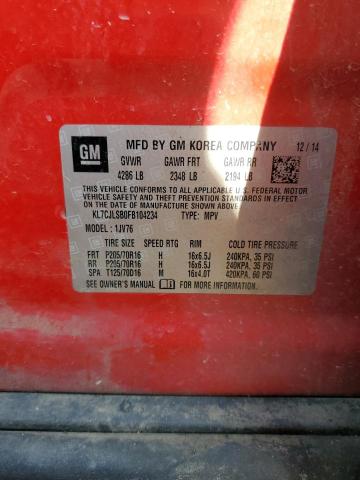 GM MFD BY GM KOREA COMPANY 12/14
GVWR GAWR FRT GAWR RR
4286 LB 2348 LB 2194 LB
THIS VEHICLE CONFORMS TO ALL APPLICABLE U.S. FEDERAL MOTOR
VEHICLE SAFETY AND THEFT PREVENTION STANDARDS IN EFFECT ON
THE DATE OF MANUFACTURE SHOWN ABOVE.
KL7CJLSB0FB104234 TYPE: MPV
MODEL: 1JV76
TIRE SIZE SPEED RTG RIM COLD TIRE PRESSURE
FRT P205/70R16 H 16x6.5J 240KPA, 35 PSI
RR P205/70R16 H 16x6.5J 240KPA, 35 PSI
SPA T125/70D16 M 16x4.0T 420KPA, 60 PSI
SEE OWNER'S MANUAL FOR MORE INFORMATION.